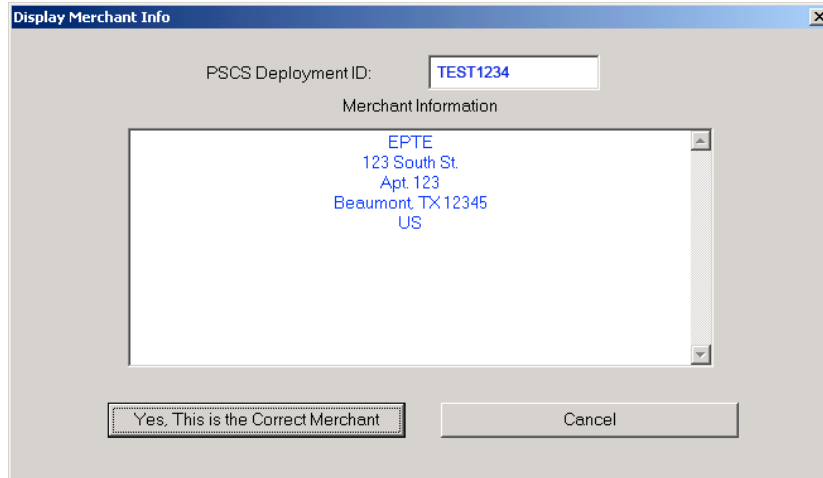 Display Merchant Info
PSCS Deployment ID: TEST1234
Merchant Information
EPTE
123 South St.
Apt. 123
Beaumont, TX 12345
US
Yes, This is the Correct Merchant Cancel